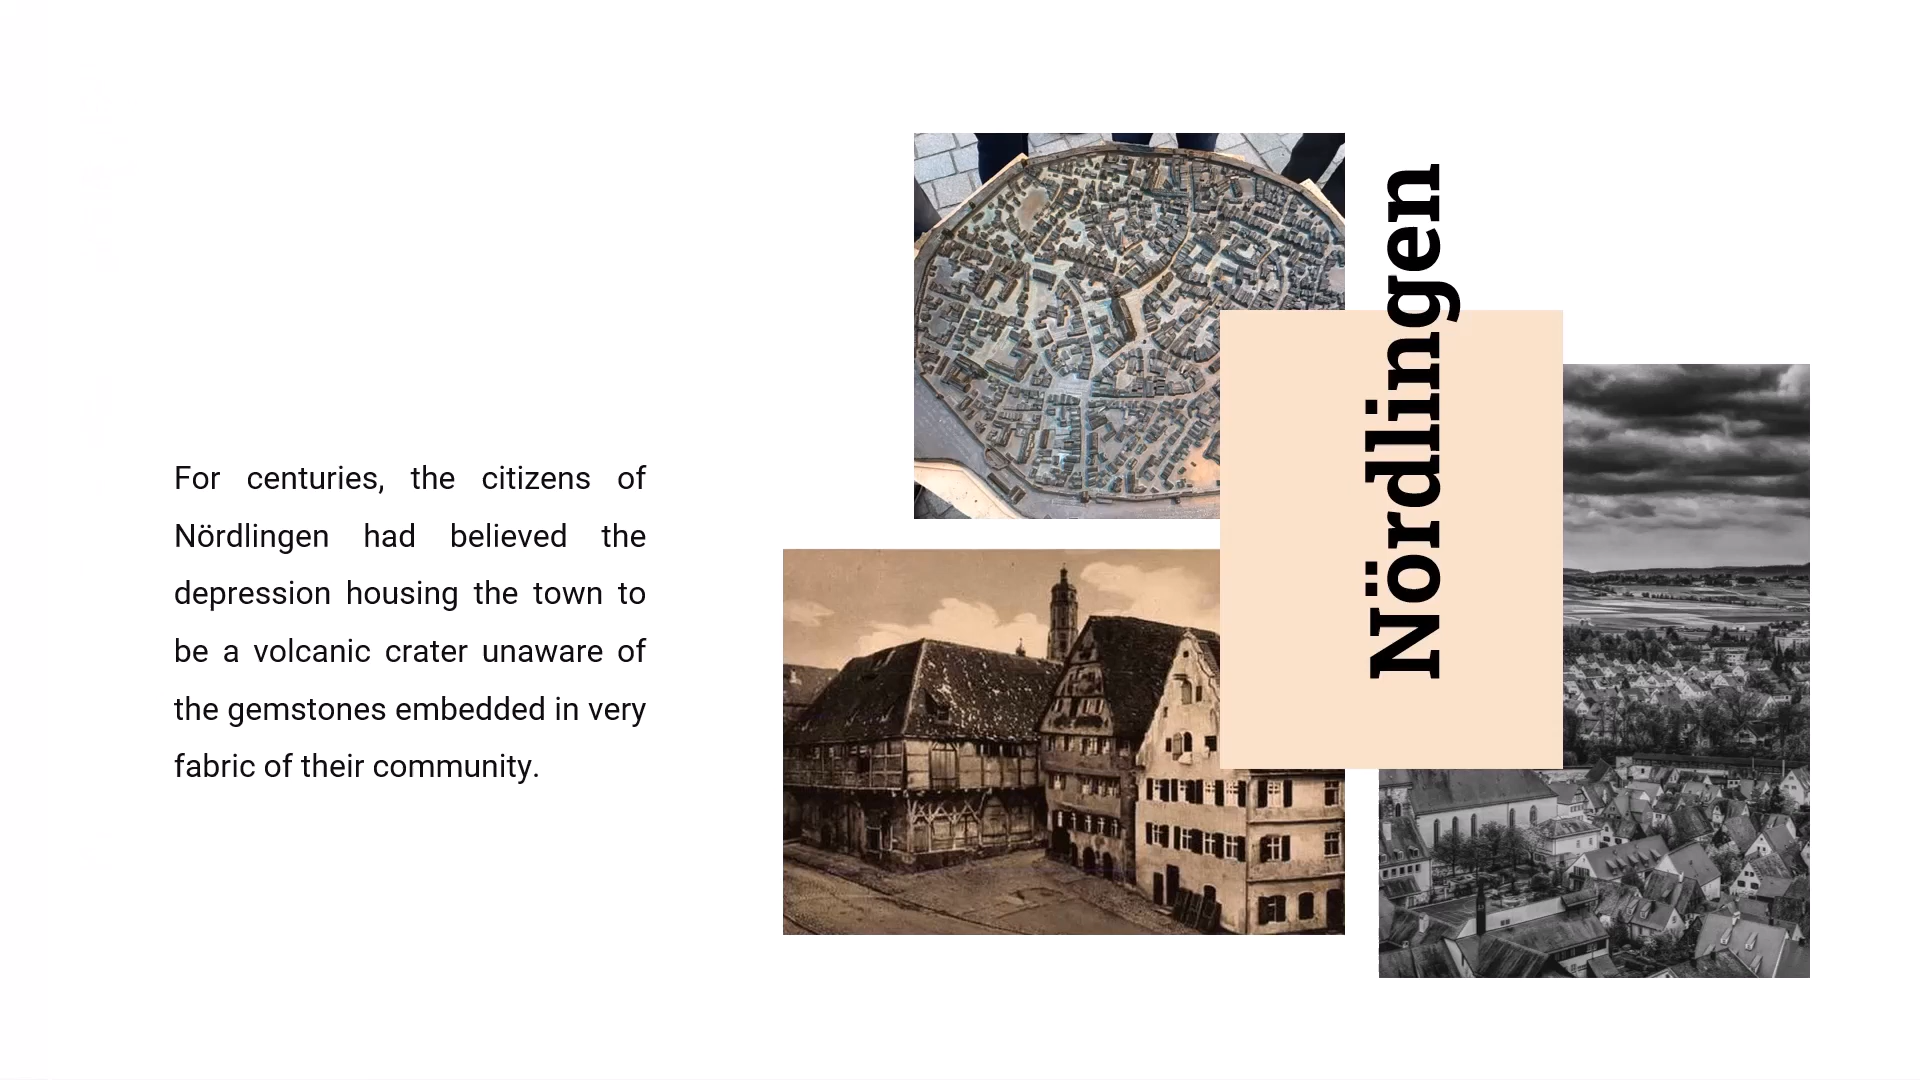 For centuries, the citizens of
Nördlingen had believed the
depression housing the town to
be a volcanic crater unaware of
the gemstones embedded in very
fabric of their community.
Nördlingen